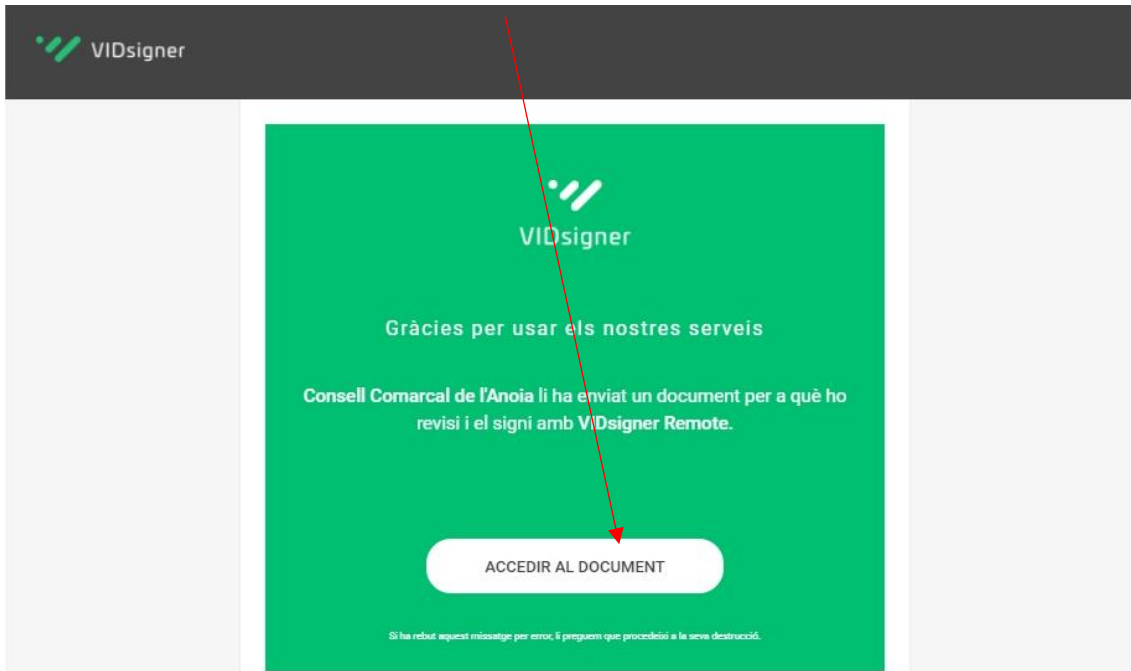 VIDsigner
VIDsigner
Gràcies per usar els nostres serveis
Consell Comarcal de l'Anoia li ha enviat un document per a què ho
revisi i el signi amb VIDsigner Remote.
ACCEDIR AL DOCUMENT
Si ha rebut aquest missatge per error, li preguem que procedeixi a la seva destrucció.